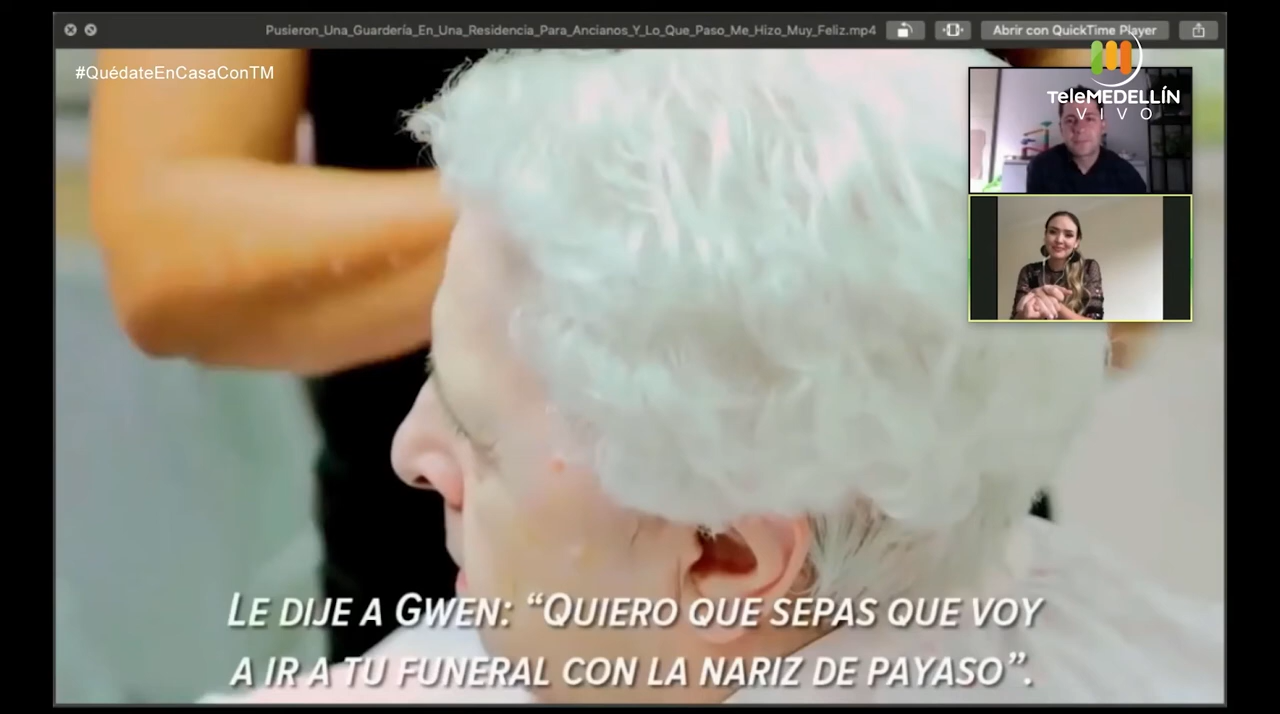 Pusieron_Una_Guardería_En_Una_Residencia_Para_Ancianos_Y_Lo_Que_Paso_Me_Hizo_Muy_Feliz.mp4
Abrir con QuickTime Player
#QuédateEnCasaConTM
TeleMEDELLÍN
VIVO
LE DIJE A GWEN: “QUIERO QUE SEPAS QUE VOY
A IR A TU FUNERAL CON LA NARIZ DE PAYASO”.